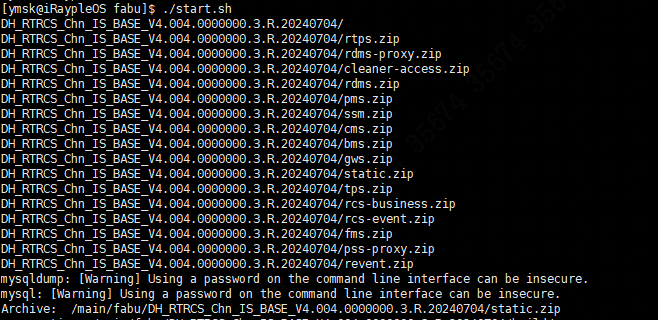 [ymsk@iRaypleOS fabu]$ ./start.sh
DH_RTRCS_Chn_IS_BASE_V4.004.0000000.3.R.20240704/
DH_RTRCS_Chn_IS_BASE_V4.004.0000000.3.R.20240704/rtps.zip
DH_RTRCS_Chn_IS_BASE_V4.004.0000000.3.R.20240704/rdms-proxy.zip
DH_RTRCS_Chn_IS_BASE_V4.004.0000000.3.R.20240704/cleaner-access.zip
DH_RTRCS_Chn_IS_BASE_V4.004.0000000.3.R.20240704/rdms.zip
DH_RTRCS_Chn_IS_BASE_V4.004.0000000.3.R.20240704/pms.zip
DH_RTRCS_Chn_IS_BASE_V4.004.0000000.3.R.20240704/ssm.zip
DH_RTRCS_Chn_IS_BASE_V4.004.0000000.3.R.20240704/cms.zip
DH_RTRCS_Chn_IS_BASE_V4.004.0000000.3.R.20240704/bms.zip
DH_RTRCS_Chn_IS_BASE_V4.004.0000000.3.R.20240704/gws.zip
DH_RTRCS_Chn_IS_BASE_V4.004.0000000.3.R.20240704/static.zip
DH_RTRCS_Chn_IS_BASE_V4.004.0000000.3.R.20240704/tps.zip
DH_RTRCS_Chn_IS_BASE_V4.004.0000000.3.R.20240704/rcs-business.zip
DH_RTRCS_Chn_IS_BASE_V4.004.0000000.3.R.20240704/rcs-event.zip
DH_RTRCS_Chn_IS_BASE_V4.004.0000000.3.R.20240704/fms.zip
DH_RTRCS_Chn_IS_BASE_V4.004.0000000.3.R.20240704/pss-proxy.zip
DH_RTRCS_Chn_IS_BASE_V4.004.0000000.3.R.20240704/revent.zip
mysqldump: [Warning] Using a password on the command line interface can be insecure.
mysql: [Warning] Using a password on the command line interface can be insecure.
Archive:  /main/fabu/DH_RTRCS_Chn_IS_BASE_V4.004.0000000.3.R.20240704/static.zip
35674 35674